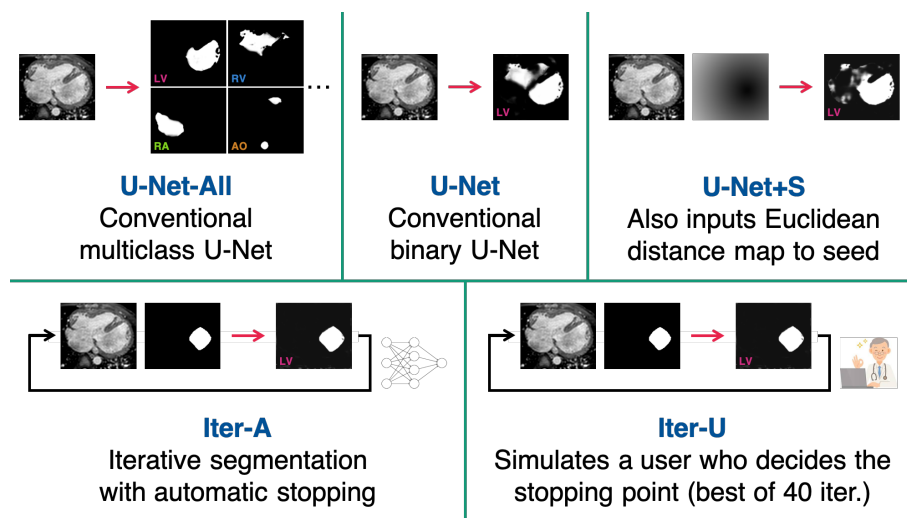 LV
RV
RA
AO
...
U-Net-All
Conventional
multiclass U-Net
LV
U-Net
Conventional
binary U-Net
LV
U-Net+S
Also inputs Euclidean
distance map to seed
LV
Iter-A
Iterative segmentation
with automatic stopping
LV
Iter-U
Simulates a user who decides the
stopping point (best of 40 iter.)